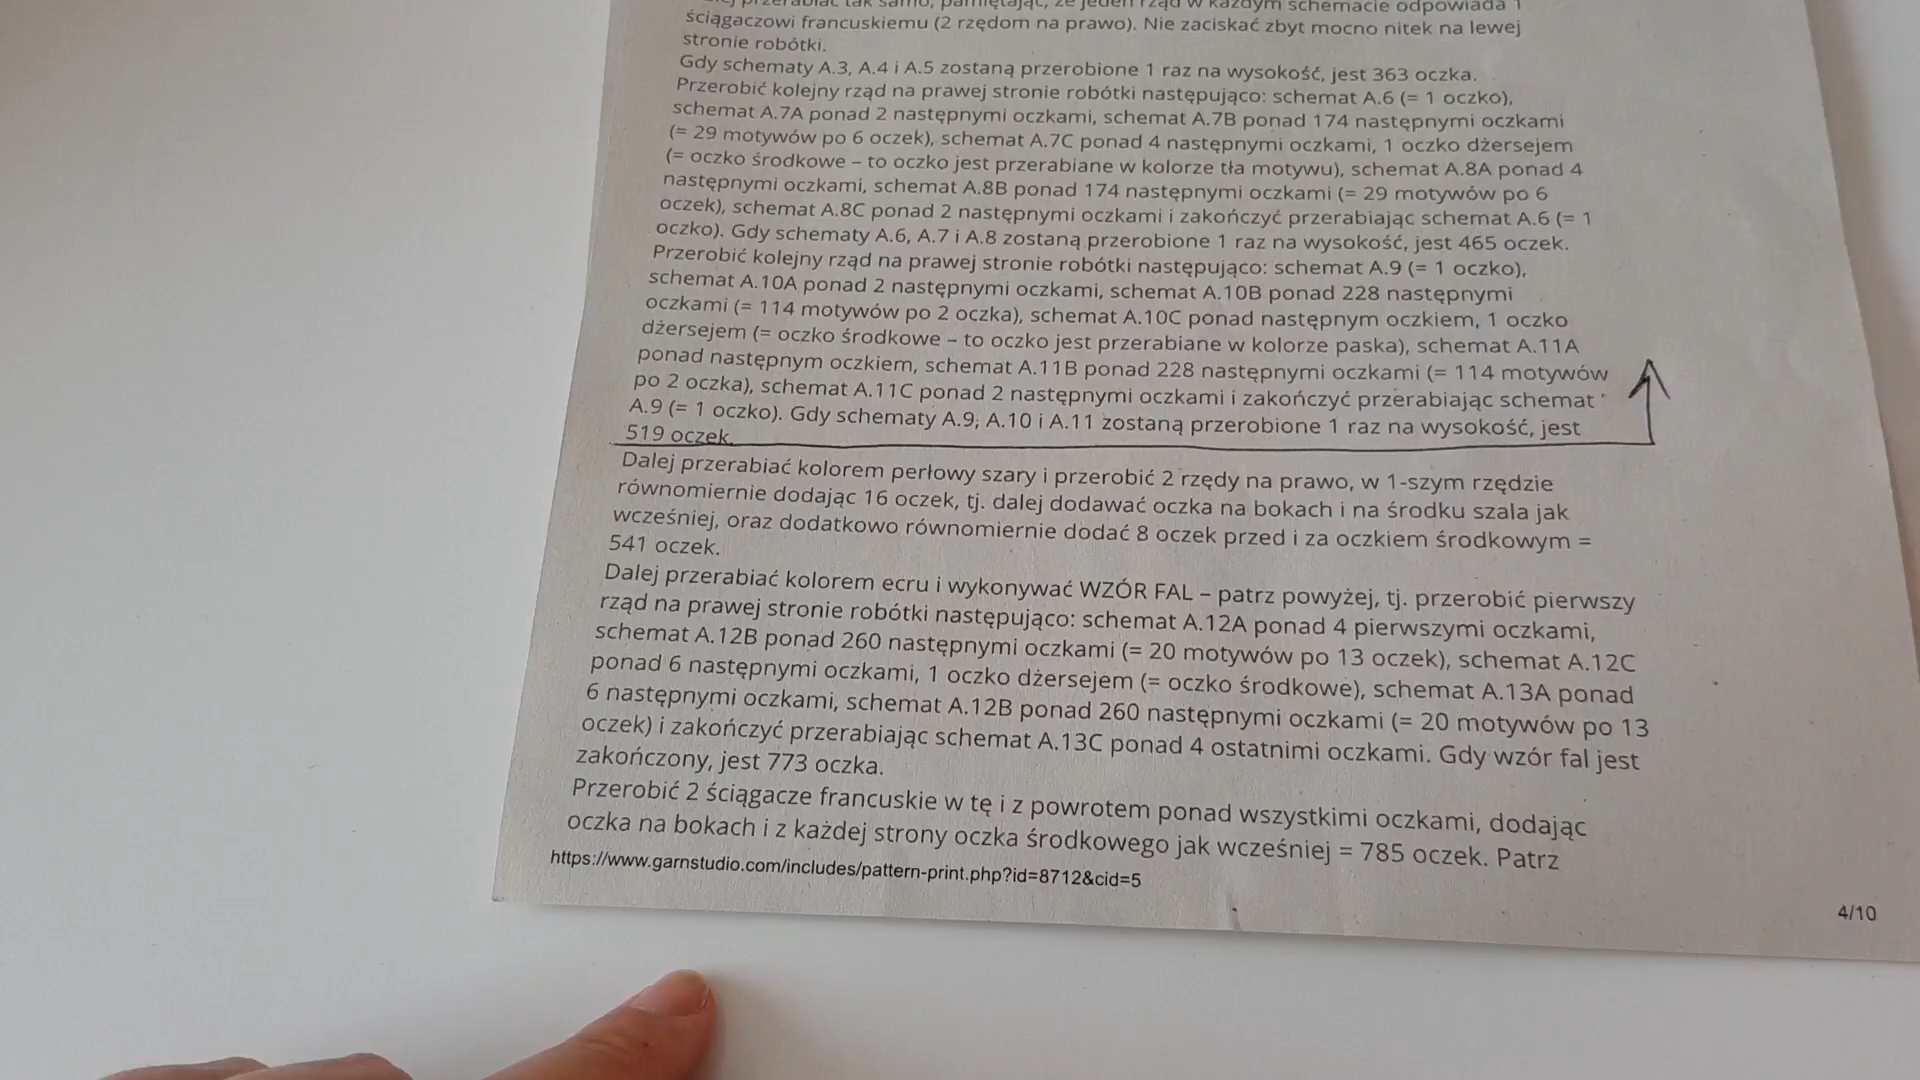 przerabiać tak samo, pamiętając, że jeden rząd w każdym schemacie odpowiada 1
ściągaczowi francuskiemu (2 rzędom na prawo). Nie zaciskać zbyt mocno nitek na lewej
stronie robótki.
Gdy schematy A.3, A.4 i A.5 zostaną przerobione 1 raz na wysokość, jest 363 oczka.
Przerobić kolejny rząd na prawej stronie robótki następująco: schemat A.6 (= 1 oczko),
schemat A.7A ponad 2 następnymi oczkami, schemat A.7B ponad 174 następnymi oczkami
(= 29 motywów po 6 oczek), schemat A.7C ponad 4 następnymi oczkami, 1 oczko dżersejem
(= oczko środkowe – to oczko jest przerabiane w kolorze tła motywu), schemat A.8A ponad 4
następnymi oczkami, schemat A.8B ponad 174 następnymi oczkami (= 29 motywów po 6
oczek), schemat A.8C ponad 2 następnymi oczkami i zakończyć przerabiając schemat A.6 (= 1
oczko). Gdy schematy A.6, A.7 i A.8 zostaną przerobione 1 raz na wysokość, jest 465 oczek.
Przerobić kolejny rząd na prawej stronie robótki następująco: schemat A.9 (= 1 oczko),
schemat A.10A ponad 2 następnymi oczkami, schemat A.10B ponad 228 następnymi
oczkami (= 114 motywów po 2 oczka), schemat A.10C ponad następnym oczkiem, 1 oczko
dżersejem (= oczko środkowe – to oczko jest przerabiane w kolorze paska), schemat A.11A
ponad następnym oczkiem, schemat A.11B ponad 228 następnymi oczkami (= 114 motywów
po 2 oczka), schemat A.11C ponad 2 następnymi oczkami i zakończyć przerabiając schemat
A.9 (= 1 oczko). Gdy schematy A.9, A.10 i A.11 zostaną przerobione 1 raz na wysokość, jest
519 oczek.
Dalej przerabiać kolorem perłowy szary i przerobić 2 rzędy na prawo, w 1-szym rzędzie
równomiernie dodając 16 oczek, tj. dalej dodawać oczka na bokach i na środku szala jak
wcześniej, oraz dodatkowo równomiernie dodać 8 oczek przed i za oczkiem środkowym =
541 oczek.
Dalej przerabiać kolorem ecru i wykonywać WZÓR FAL – patrz powyżej, tj. przerobić pierwszy
rząd na prawej stronie robótki następująco: schemat A.12A ponad 4 pierwszymi oczkami,
schemat A.12B ponad 260 następnymi oczkami (= 20 motywów po 13 oczek), schemat A.12C
ponad 6 następnymi oczkami, 1 oczko dżersejem (= oczko środkowe), schemat A.13A ponad
6 następnymi oczkami, schemat A.12B ponad 260 następnymi oczkami (= 20 motywów po 13
oczek) i zakończyć przerabiając schemat A.13C ponad 4 ostatnimi oczkami. Gdy wzór fal jest
zakończony, jest 773 oczka.
Przerobić 2 ściągacze francuskie w tę i z powrotem ponad wszystkimi oczkami, dodając
oczka na bokach i z każdej strony oczka środkowego jak wcześniej = 785 oczek. Patrz
https://www.garnstudio.com/includes/pattern-print.php?id=8712&cid=5
4/10